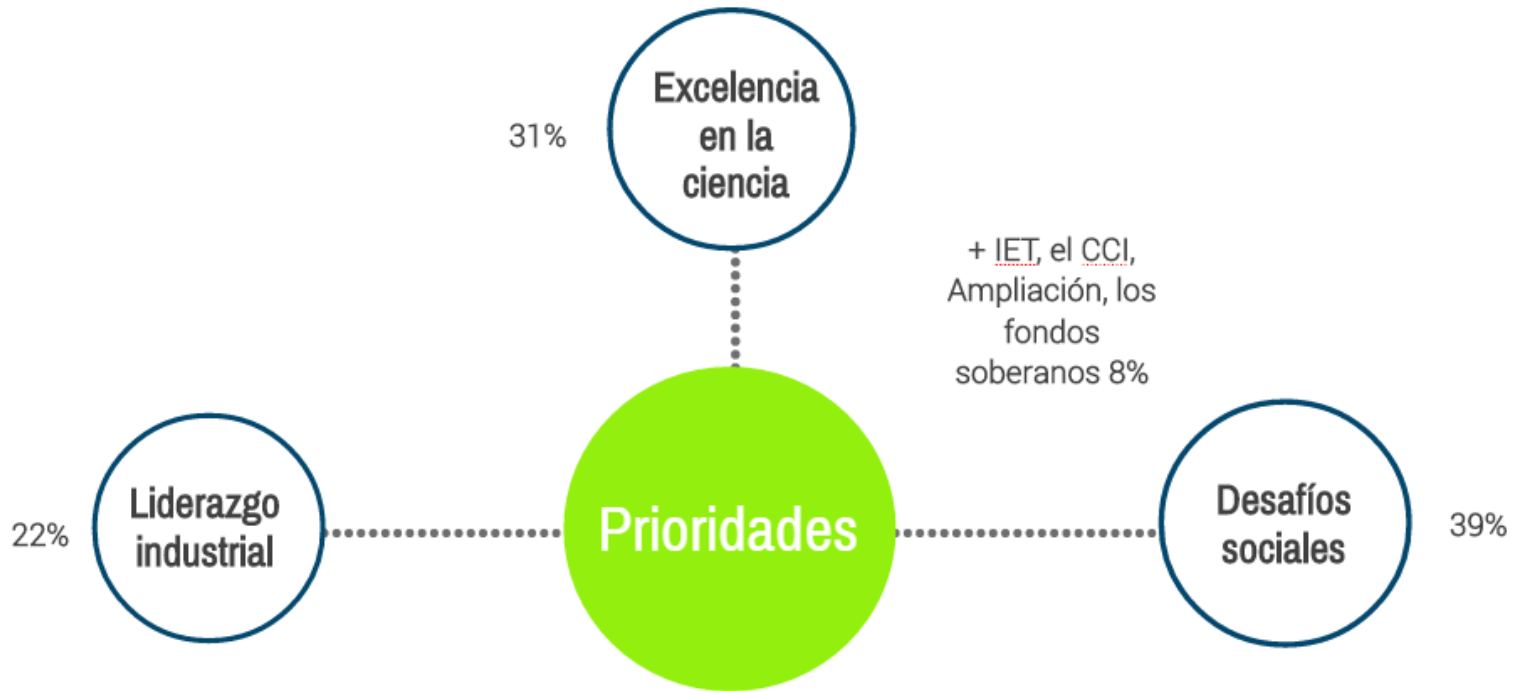 Excelencia
en la
ciencia
31%
+ IET, el CCI,
Ampliación, los
fondos
soberanos 8%
Liderazgo
industrial
22%
Prioridades
Desafíos
sociales
39%